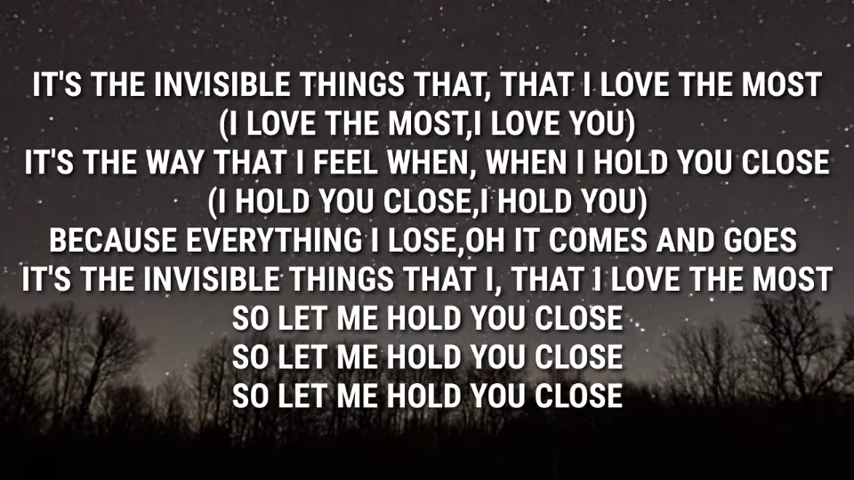 IT'S THE INVISIBLE THINGS THAT, THAT I LOVE THE MOST
(I LOVE THE MOST,I LOVE YOU)
IT'S THE WAY THAT I FEEL WHEN, WHEN I HOLD YOU CLOSE
(I HOLD YOU CLOSE,I HOLD YOU)
BECAUSE EVERYTHING I LOSE,OH IT COMES AND GOES
IT'S THE INVISIBLE THINGS THAT I, THAT I LOVE THE MOST
SO LET ME HOLD YOU CLOSE
SO LET ME HOLD YOU CLOSE
SO LET ME HOLD YOU CLOSE